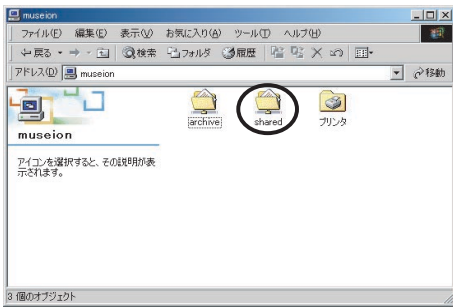 museion
ファイル(F) 編集(E) 表示(V) お気に入り(A) ツール(T) ヘルプ(H)
戻る 検索 フォルダ 履歴
アドレス(D) museion 移動
archive shared プリンタ
museion
アイコンを選択すると、その説明が表
示されます。
3 個のオブジェクト